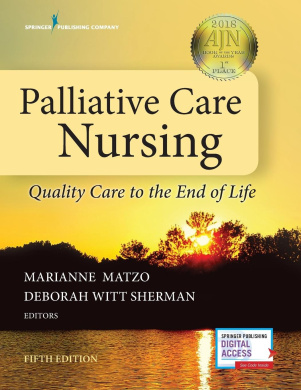 SPRINGER PUBLISHING COMPANY
2018
AJN
1st
PLACE
Palliative Care
Nursing
Quality Care to the End of Life
MARIANNE MATZO
DEBORAH WITT SHERMAN
EDITORS
FIFTH EDITION
SPRINGER PUBLISHING
DIGITAL
ACCESS